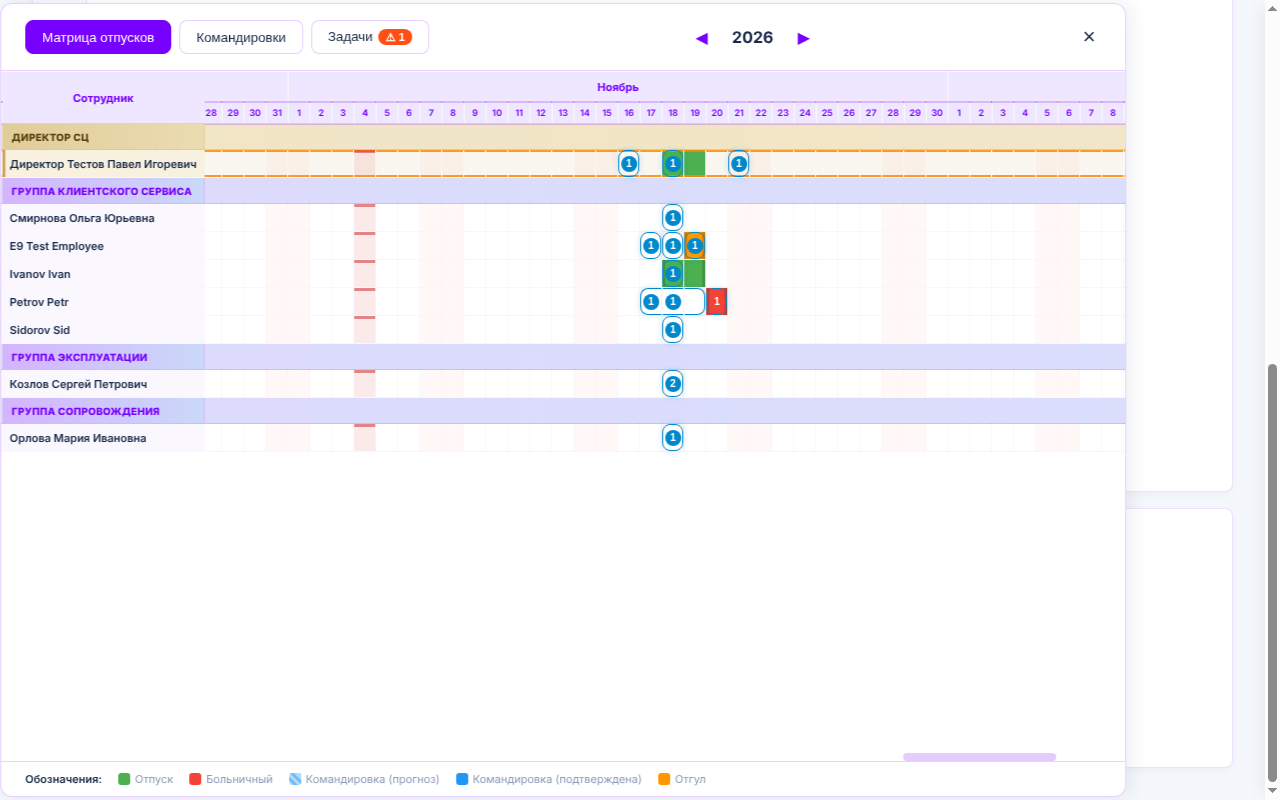 Матрица отпусков Командировки Задачи ⚠ 1 ◀ 2026 ▶ ×
Сотрудник Ноябрь
28 29 30 31 1 2 3 4 5 6 7 8 9 10 11 12 13 14 15 16 17 18 19 20 21 22 23 24 25 26 27 28 29 30 1 2 3 4 5 6 7 8
ДИРЕКТОР СЦ
Директор Тестов Павел Игоревич 1 1 1
ГРУППА КЛИЕНТСКОГО СЕРВИСА
Смирнова Ольга Юрьевна 1
E9 Test Employee 1 1 1
Ivanov Ivan 1
Petrov Petr 1 1 1
Sidorov Sid 1
ГРУППА ЭКСПЛУАТАЦИИ
Козлов Сергей Петрович 2
ГРУППА СОПРОВОЖДЕНИЯ
Орлова Мария Ивановна 1
Обозначения: Отпуск Больничный Командировка (прогноз) Командировка (подтверждена) Отгул